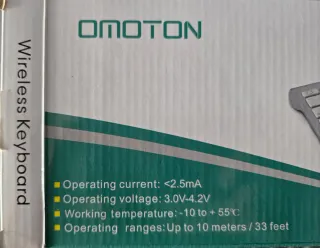 OMOTON
Wireless Keyboard
Operating current: <2.5mA
Operating voltage: 3.0V-4.2V
Working temperature: -10 to + 55℃
Operating ranges: Up to 10 meters / 33 feet